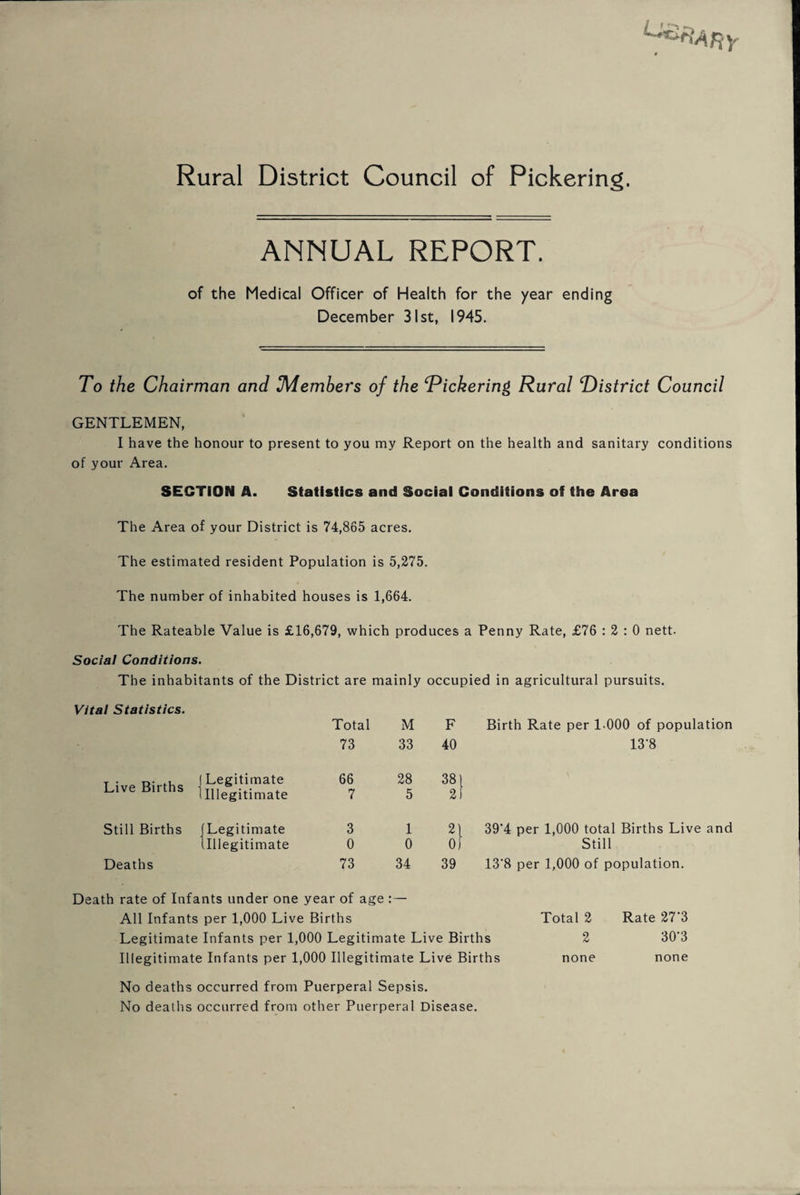 LIBRARY
Rural District Council of Pickering.
ANNUAL REPORT.
of the Medical Officer of Health for the year ending
December 31st, 1945.
To the Chairman and Members of the Pickering Rural District Council
GENTLEMEN,
I have the honour to present to you my Report on the health and sanitary conditions
of your Area.
SECTION A. Statistics and Social Conditions of the Area
The Area of your District is 74,865 acres.
The estimated resident Population is 5,275.
The number of inhabited houses is 1,664.
The Rateable Value is £16,679, which produces a Penny Rate, £76 : 2 : 0 nett.
Social Conditions.
The inhabitants of the District are mainly occupied in agricultural pursuits.
Vital Statistics.
Total M F Birth Rate per 1.000 of population
73 33 40 13'8
Live Births { Legitimate 66 28 38 }
{ Illegitimate 7 5 2 }
Still Births { Legitimate 3 1 2 } 39'4 per 1,000 total Births Live and
{ Illegitimate 0 0 0 } Still
Deaths 73 34 39 13'8 per 1,000 of population.
Death rate of Infants under one year of age :—
All Infants per 1,000 Live Births Total 2 Rate 27'3
Legitimate Infants per 1,000 Legitimate Live Births 2 30'3
Illegitimate Infants per 1,000 Illegitimate Live Births none none
No deaths occurred from Puerperal Sepsis.
No deaths occurred from other Puerperal Disease.